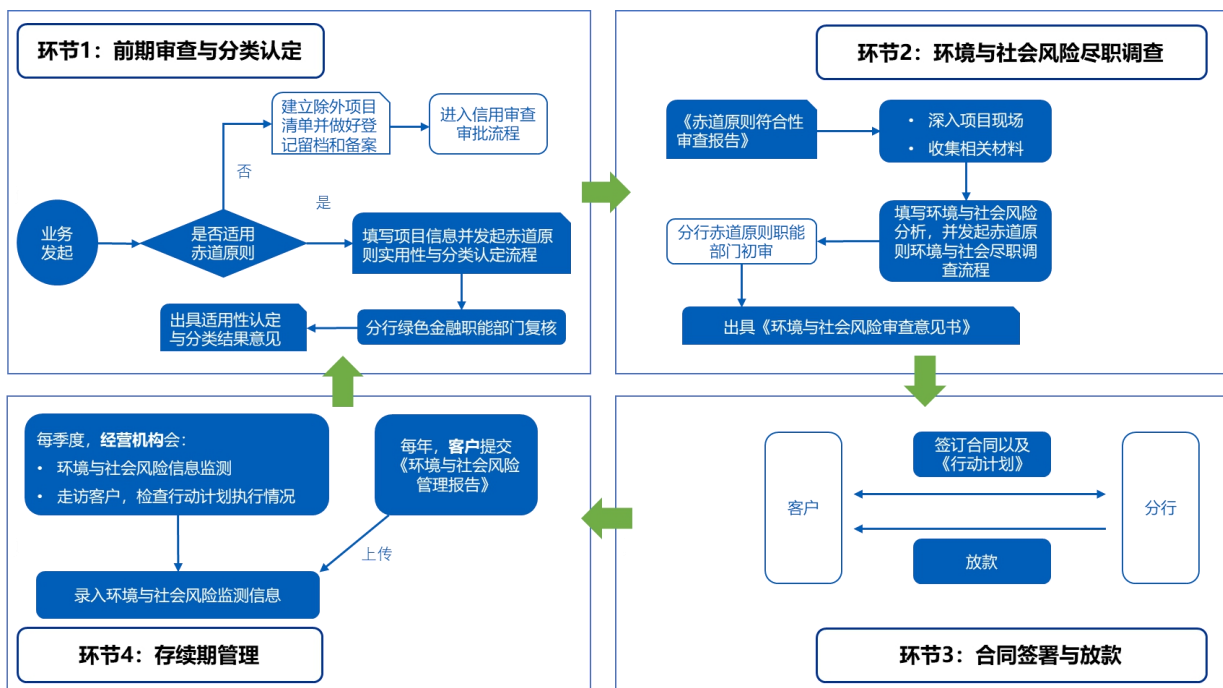 环节1：前期审查与分类认定
建立除外项目
清单并做好登
记留档和备案
进入信用审查
审批流程
否
是
业务
发起
是否适用
赤道原则
填写项目信息并发起赤道原
则实用性与分类认定流程
出具适用性认定
与分类结果意见
分行绿色金融职能部门复核
环节2：环境与社会风险尽职调查
《赤道原则符合性
审查报告》
• 深入项目现场
• 收集相关材料
填写环境与社会风险
分析，并发起赤道原
则环境与社会尽职调
查流程
分行赤道原则职能
部门初审
出具《环境与社会风险审查意见书》
每季度，经营机构会：
• 环境与社会风险信息监测
• 走访客户，检查行动计划执行情况
每年，客户提交
《环境与社会风险
管理报告》
上传
录入环境与社会风险监测信息
环节4：存续期管理
客户
签订合同以及
《行动计划》
放款
分行
环节3：合同签署与放款